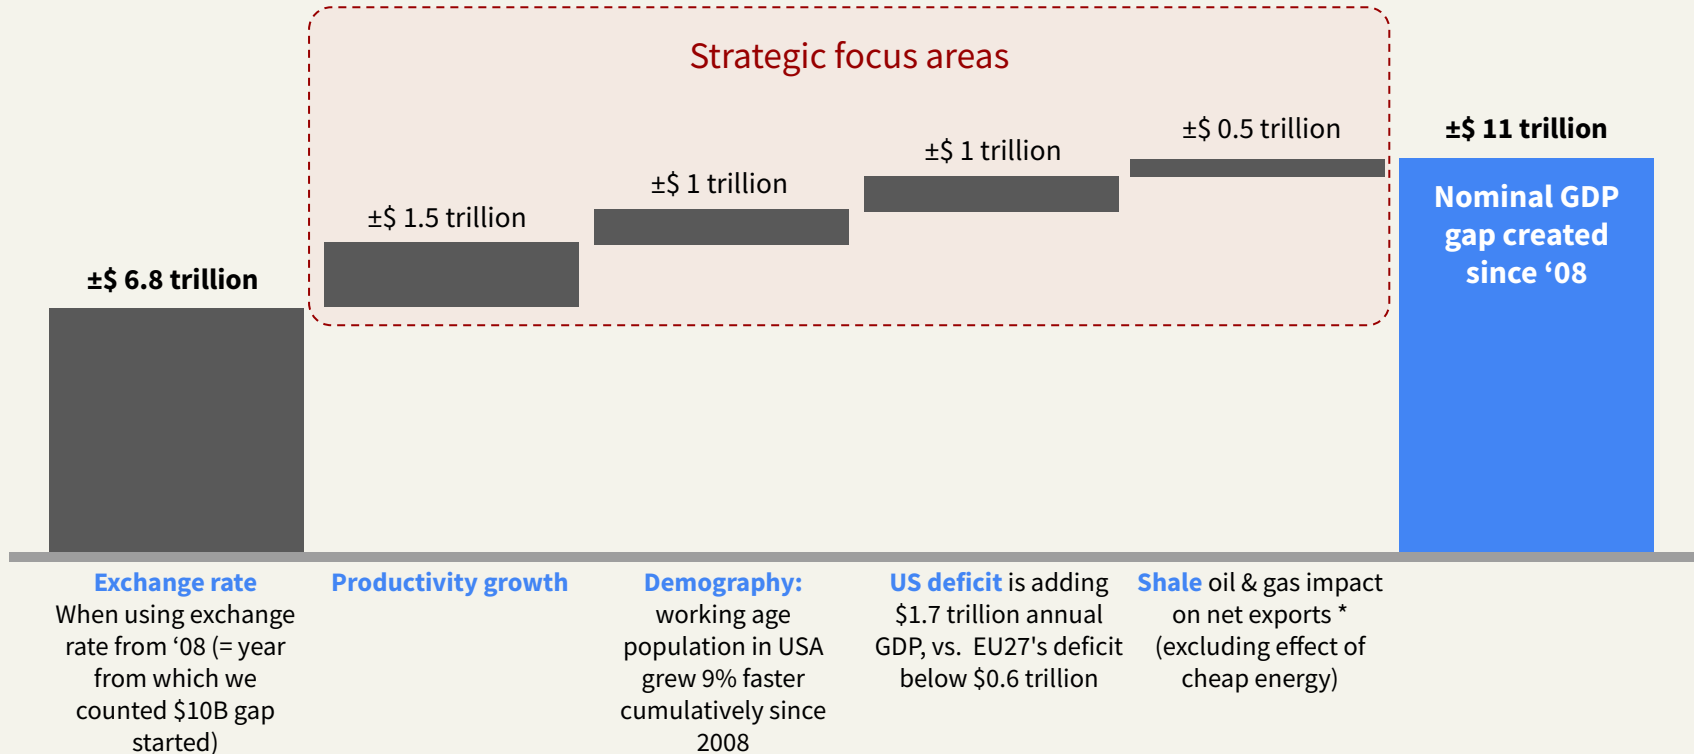 Strategic focus areas
±$ 6.8 trillion
±$ 1.5 trillion
±$ 1 trillion
±$ 1 trillion
±$ 0.5 trillion
±$ 11 trillion
Nominal GDP
gap created
since ‘08
Exchange rate
When using exchange
rate from ‘08 (= year
from which we
counted $10B gap
started)
Productivity growth
Demography:
working age
population in USA
grew 9% faster
cumulatively since
2008
US deficit is adding
$1.7 trillion annual
GDP, vs.  EU27's deficit
below $0.6 trillion
Shale oil & gas impact
on net exports *
(excluding effect of
cheap energy)